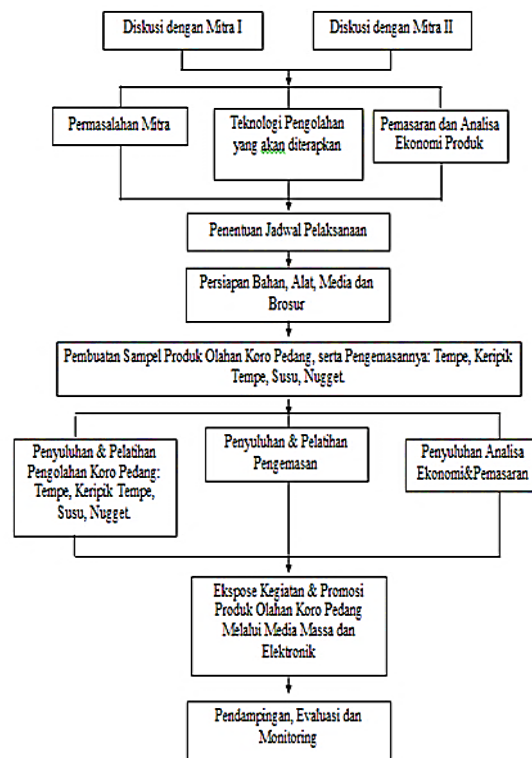 Diskusi dengan Mitra I
Diskusi dengan Mitra II
Permasalahan Mitra
Teknologi Pengolahan
yang akan diterapkan
Pemasaran dan Analisa
Ekonomi Produk
Penentuan Jadwal Pelaksanaan
Persiapan Bahan, Alat, Media dan
Brosur
Pembuatan Sampel Produk Olahan Koro Pedang, serta Pengemasannya: Tempe, Keripik
Tempe, Susu, Nugget.
Penyuluhan & Pelatihan
Pengolahan Koro Pedang:
Tempe, Keripik Tempe,
Susu, Nugget.
Penyuluhan & Pelatihan
Pengemasan
Penyuluhan Analisa
Ekonomi&Pemasaran
Ekspose Kegiatan & Promosi
Produk Olahan Koro Pedang
Melalui Media Massa dan
Elektronik
Pendampingan, Evaluasi dan
Monitoring